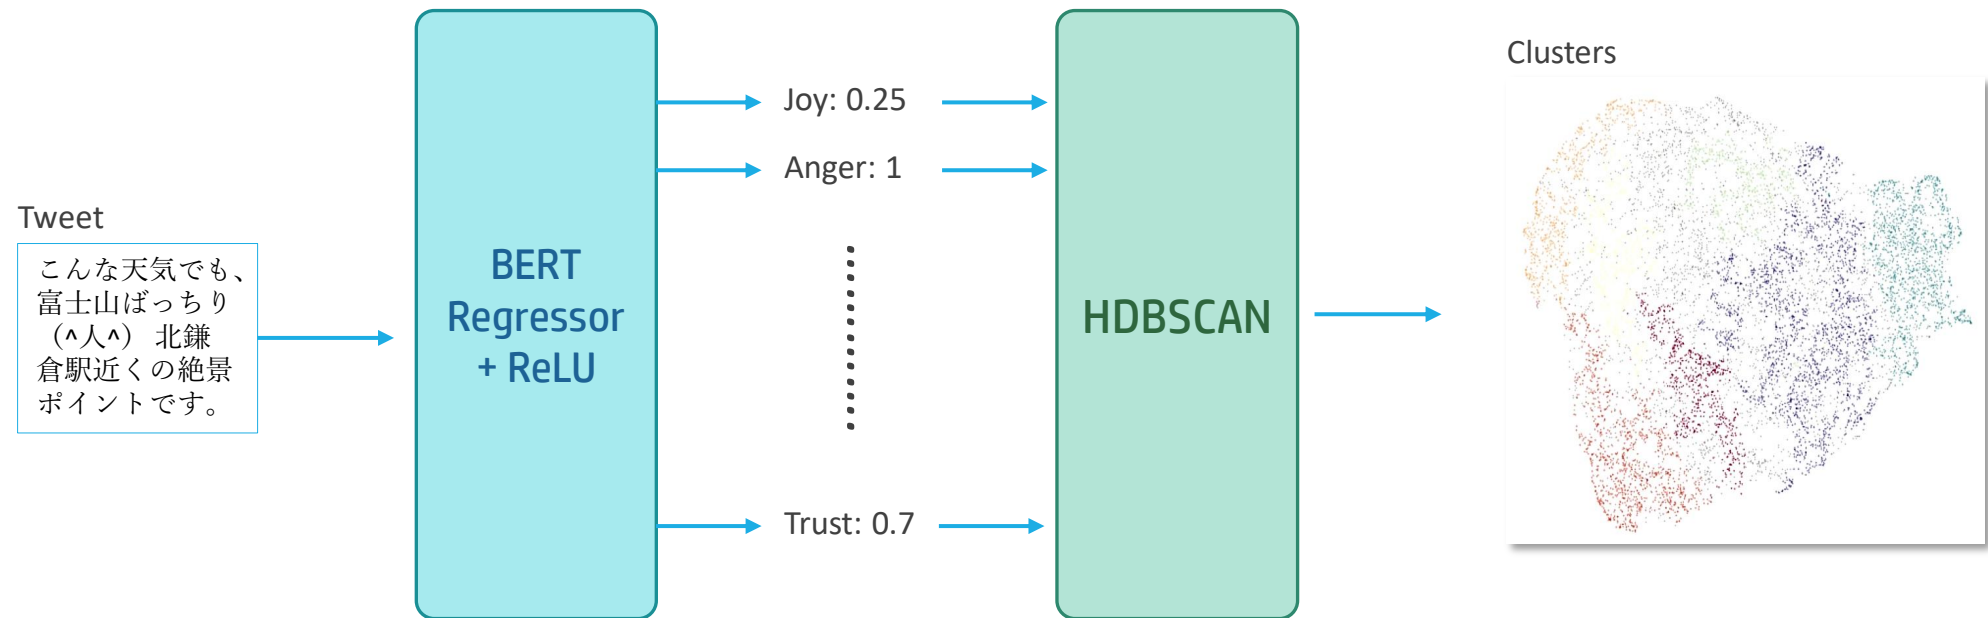 Tweet
こんな天気でも、
富士山ばっちり
（^人^） 北鎌
倉駅近くの絶景
ポイントです。
BERT
Regressor
+ ReLU
Joy: 0.25
Anger: 1
Trust: 0.7
HDBSCAN
Clusters